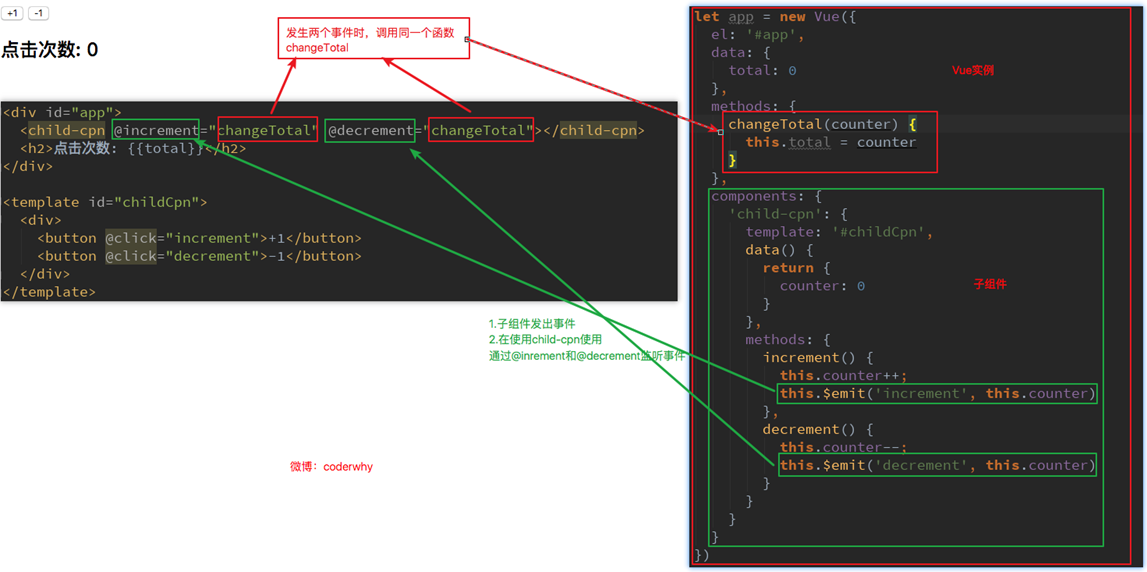 +1 -1
点击次数: 0
发生两个事件时，调用同一个函数
changeTotal
<div id="app">
<child-cpn @increment="changeTotal" @decrement="changeTotal"></child-cpn>
<h2>点击次数: {{total}}</h2>
</div>
<template id="childCpn">
<div>
<button @click="increment">+1</button>
<button @click="decrement">-1</button>
</div>
</template>
1.子组件发出事件
2.在使用child-cpn使用
通过@inrement和@decrement监听事件
微博：coderwhy
let app = new Vue({
el: '#app',
data: {
total: 0
},
Vue实例
methods: {
changeTotal(counter) {
this.total = counter
}
},
components: {
'child-cpn': {
template: '#childCpn',
data() {
return {
counter: 0
}
},
子组件
methods: {
increment() {
this.counter++;
this.$emit('increment', this.counter)
},
decrement() {
this.counter--;
this.$emit('decrement', this.counter)
}
}
}
}
})